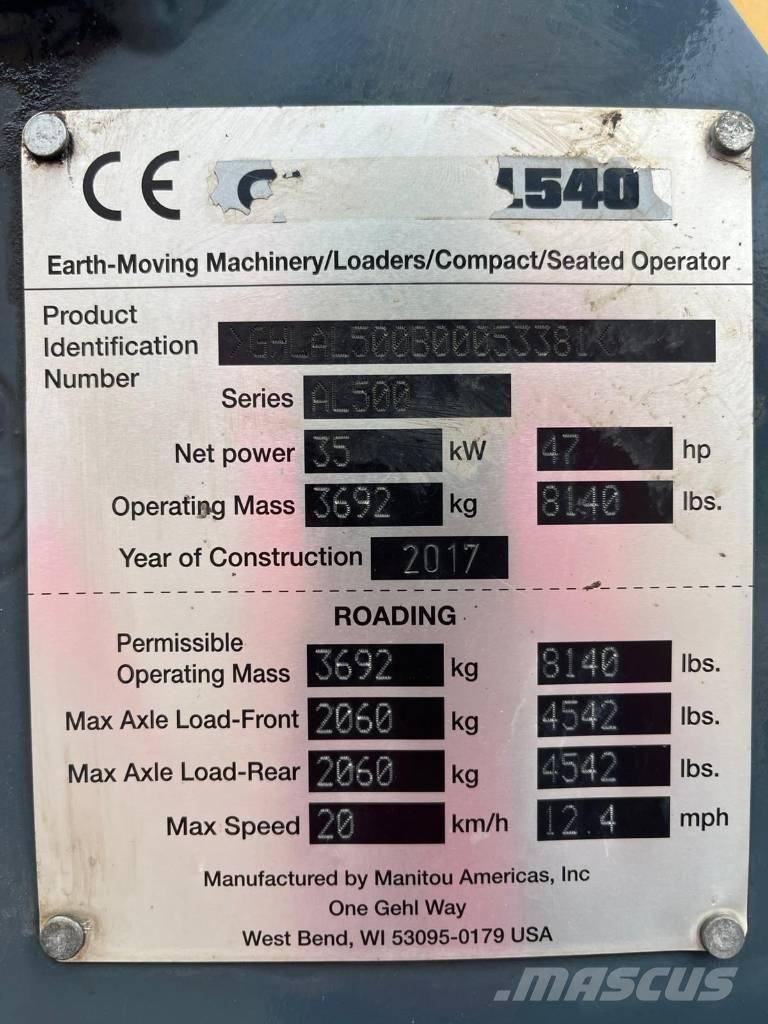 CE G L540
Earth-Moving Machinery/Loaders/Compact/Seated Operator
Product
Identification
Number
>GHLAL500B00053381<
Series AL500
Net power 35 kW 47 hp
Operating Mass 3692 kg 8140 lbs.
Year of Construction 2017
ROADING
Permissible
Operating Mass 3692 kg 8140 lbs.
Max Axle Load-Front 2060 kg 4542 lbs.
Max Axle Load-Rear 2060 kg 4542 lbs.
Max Speed 20 km/h 12.4 mph
Manufactured by Manitou Americas, Inc
One Gehl Way
West Bend, WI 53095-0179 USA
MASCUS